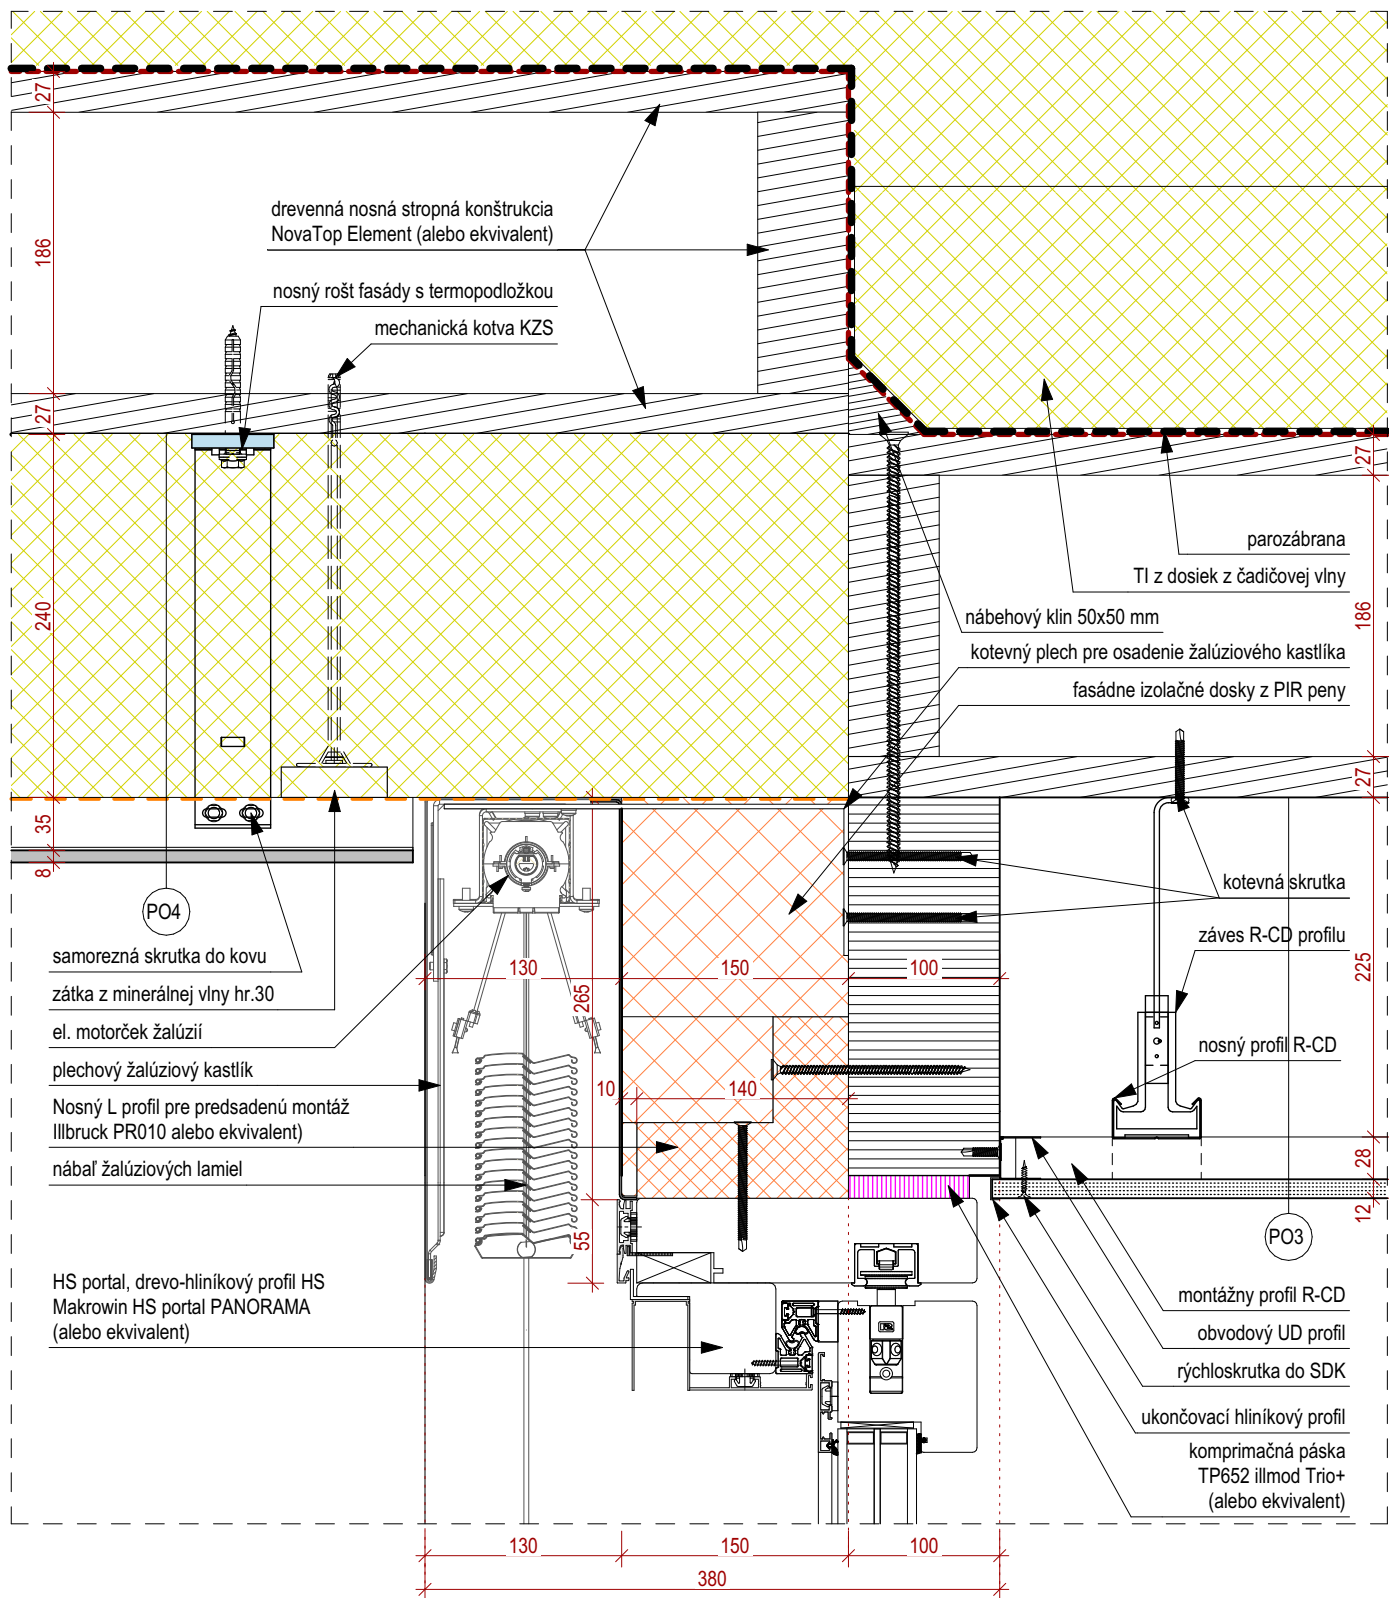 27
186
27
240
35
8
drevenná nosná stropná konštrukcia
NovaTop Element (alebo ekvivalent)
nosný rošt fasády s termopodložkou
mechanická kotva KZS
27
parozábrana
TI z dosiek z čadičovej vlny
186
nábehový klin 50x50 mm
kotevný plech pre osadenie žalúziového kastlíka
fasádne izolačné dosky z PIR peny
27
kotevná skrutka
záves R-CD profilu
225
nosný profil R-CD
28
12
PO4
PO3
samorezná skrutka do kovu
zátka z minerálnej vlny hr.30
el. motorček žalúzií
plechový žalúziový kastlík
Nosný L profil pre predsadenú montáž
Illbruck PR010 alebo ekvivalent)
nábaľ žalúziových lamiel
HS portal, drevo-hliníkový profil HS
Makrowin HS portal PANORAMA
(alebo ekvivalent)
130
150
100
265
10
140
55
montážny profil R-CD
obvodový UD profil
rýchloskrutka do SDK
ukončovací hliníkový profil
komprimačná páska
TP652 illmod Trio+
(alebo ekvivalent)
130
150
100
380